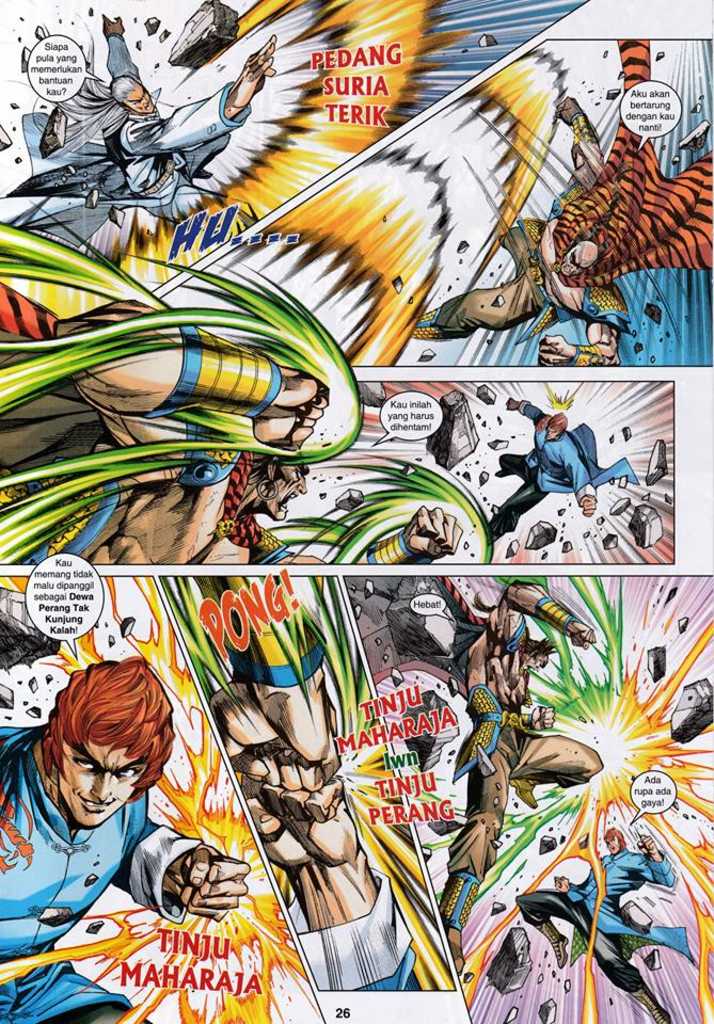 Siapa
pula yang
memerlukan
bantuan
kau?
PEDANG
SURIA
TERIK
Aku akan
bertarung
dengan kau
nanti!
HU....
Kau inilah
yang harus
dihentam!
Kau
memang tidak
malu dipanggil
sebagai Dewa
Perang Tak
Kunjung
Kalah!
PONG!
Hebat!
TINJU
MAHARAJA
lwn
TINJU
PERANG
Ada
rupa ada
gaya!
TINJU
MAHARAJA
26